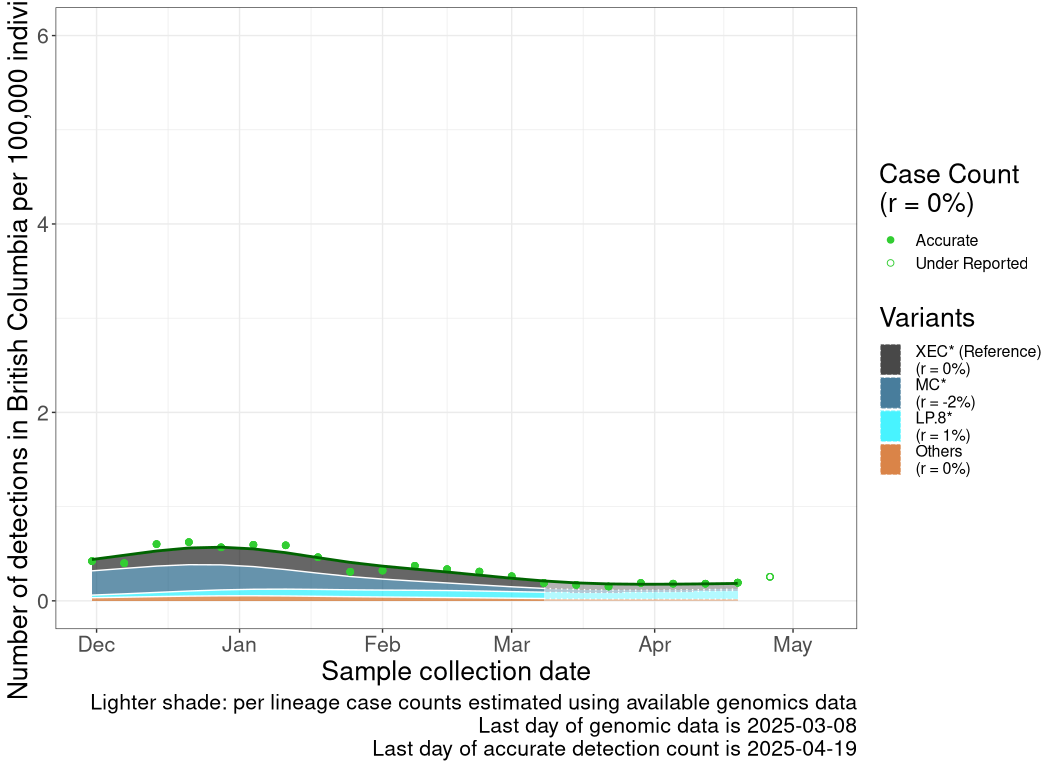 Number of detections in British Columbia per 100,000
6
4
2
0
Dec
Jan
Feb
Mar
Apr
May
Sample collection date
Lighter shade: per lineage case counts estimated using available genomics data
Last day of genomic data is 2025-03-08
Last day of accurate detection count is 2025-04-19
Case Count
(r = 0%)
Accurate
Under Reported
Variants
XEC* (Reference)
(r = 0%)
MC*
(r = -2%)
LP.8*
(r = 1%)
Others
(r = 0%)